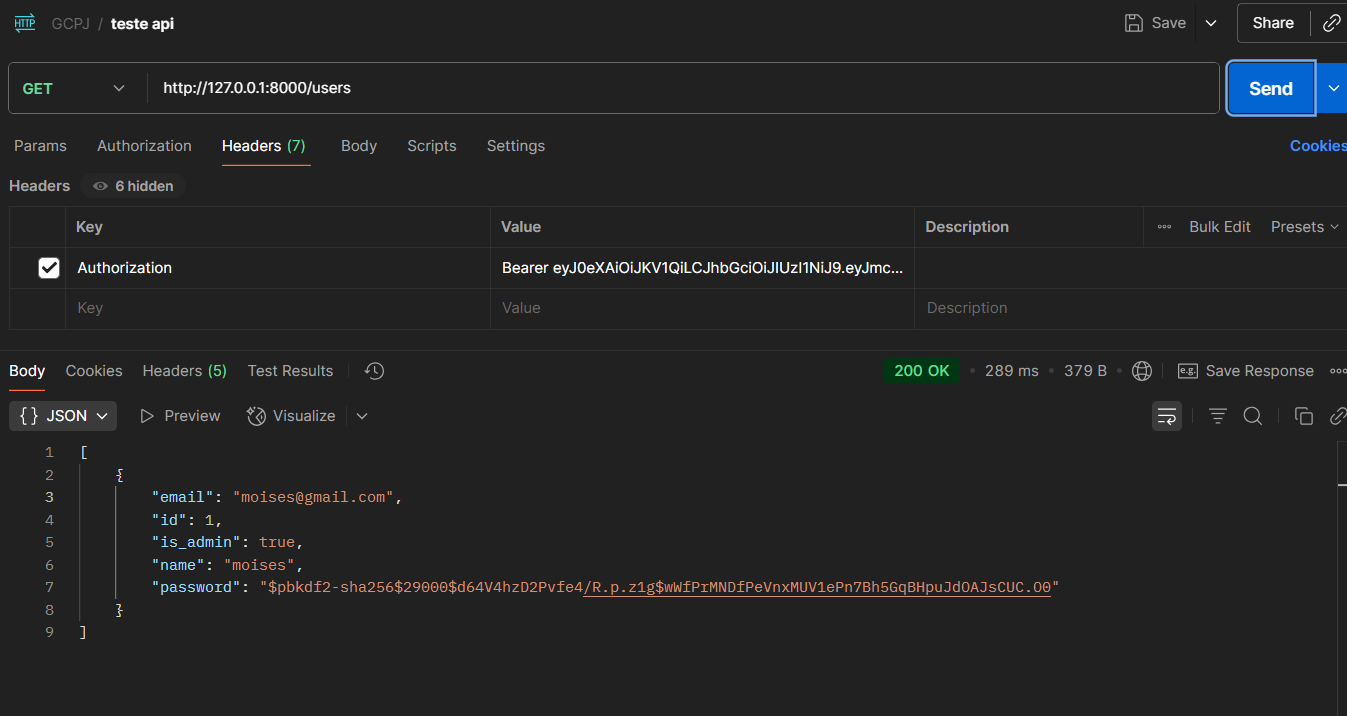 HTTP GCPJ / teste api Save Share
GET http://127.0.0.1:8000/users Send
Params Authorization Headers (7) Body Scripts Settings Cookies
Headers 6 hidden
Key Value Description Bulk Edit Presets
Authorization Bearer eyJ0eXAiOiJKV1QiLCJhbGciOiJIUzI1NiJ9.eyJmc...
Key Value Description
Body Cookies Headers (5) Test Results 200 OK • 289 ms • 379 B • e.g. Save Response
{} JSON Preview Visualize
1 [
2 {
3 "email": "moises@gmail.com",
4 "id": 1,
5 "is_admin": true,
6 "name": "moises",
7 "password": "$pbkdf2-sha256$29000$d64V4hzD2Pvfe4/R.p.z1g$wWfPrMNDfPeVnxMUV1ePn7Bh5GqBHpuJdOAJsCUC.O0"
8 }
9 ]